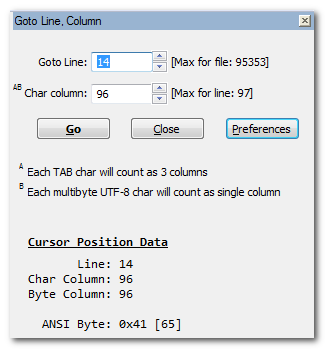 Goto Line, Column
Goto Line: 14 [Max for file: 95353]
AB Char column: 96 [Max for line: 97]
Go Close Preferences
A Each TAB char will count as 3 columns
B Each multibyte UTF-8 char will count as single column
Cursor Position Data
Line: 14
Char Column: 96
Byte Column: 96
ANSI Byte: 0x41 [65]